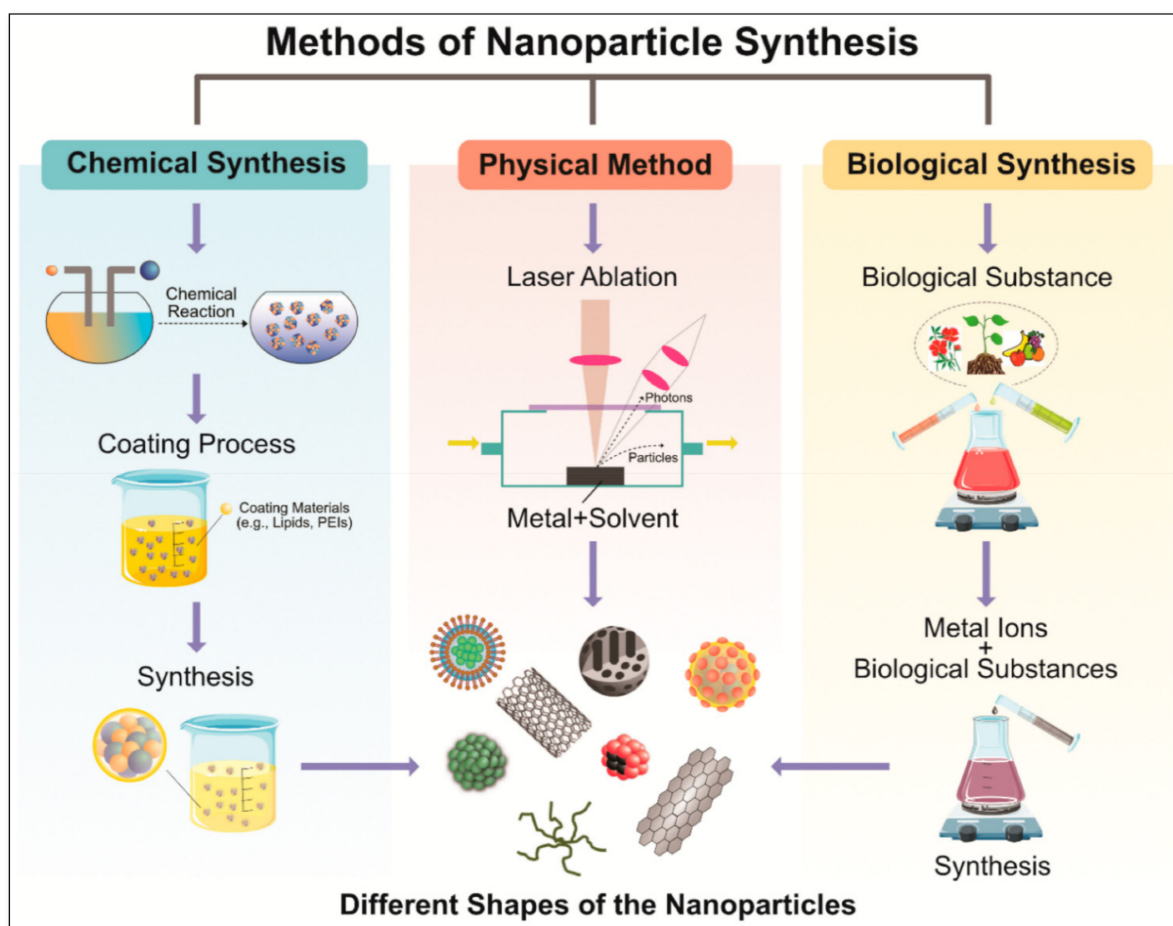 Methods of Nanoparticle Synthesis
Chemical Synthesis
Chemical
Reaction
Coating Process
Coating Materials
(e.g., Lipids, PEIs)
Synthesis
Physical Method
Laser Ablation
Photons
Particles
Metal+Solvent
Biological Synthesis
Biological Substance
Metal Ions
+
Biological Substances
Synthesis
Different Shapes of the Nanoparticles